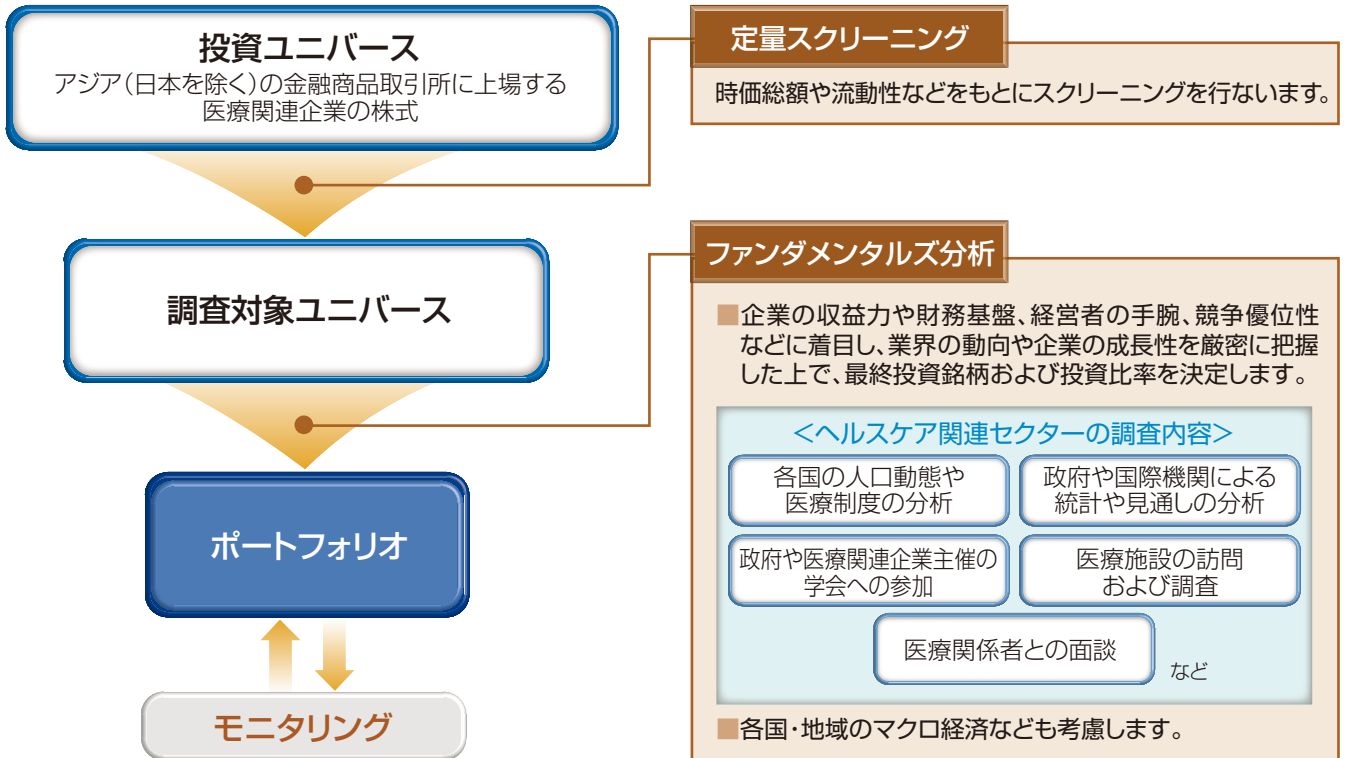 投資ユニバース
アジア（日本を除く）の金融商品取引所に上場する
医療関連企業の株式
定量スクリーニング
時価総額や流動性などをもとにスクリーニングを行ないます。
調査対象ユニバース
ファンダメンタルズ分析
■企業の収益力や財務基盤、経営者の手腕、競争優位性
などに着目し、業界の動向や企業の成長性を厳密に把握
した上で、最終投資銘柄および投資比率を決定します。
＜ヘルスケア関連セクターの調査内容＞
各国の人口動態や
医療制度の分析
政府や国際機関による
統計や見通しの分析
政府や医療関連企業主催の
学会への参加
医療施設の訪問
および調査
医療関係者との面談
など
■各国・地域のマクロ経済なども考慮します。
ポートフォリオ
モニタリング